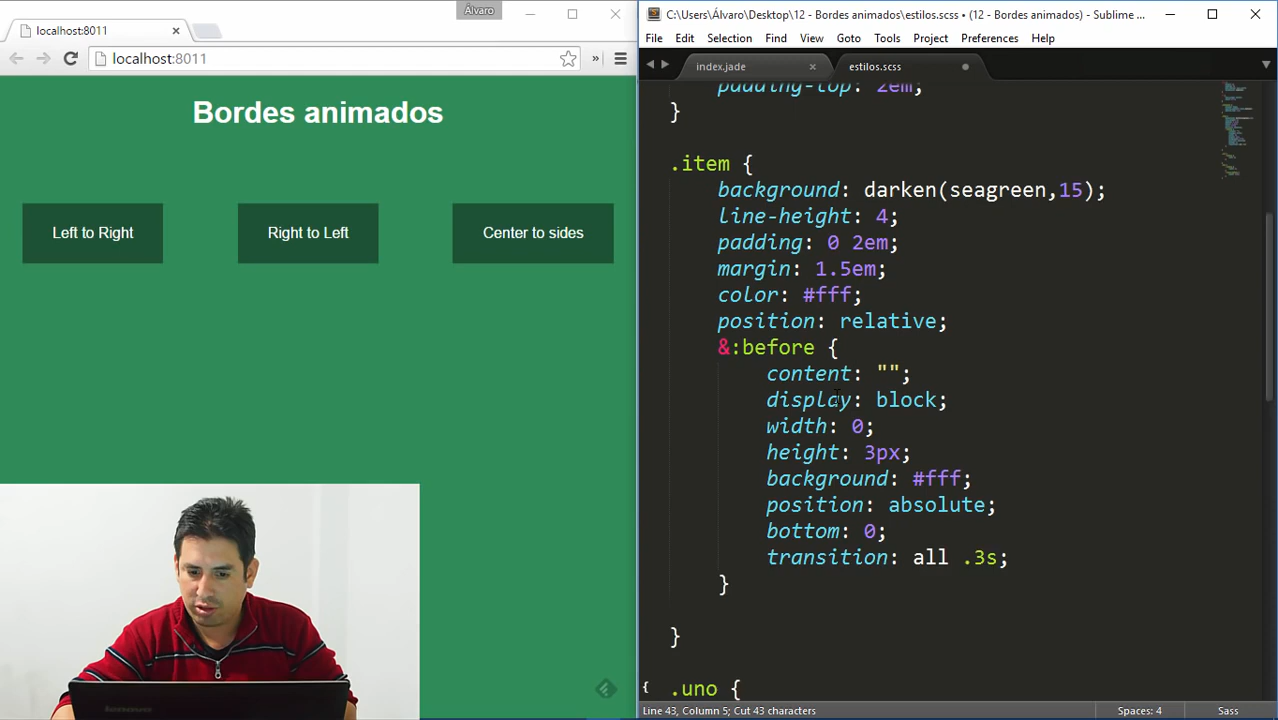 Álvaro
localhost:8011
localhost:8011
»
Bordes animados
Left to Right
Right to Left
Center to sides
C:\Users\Álvaro\Desktop\12 - Bordes animados\estilos.scss • (12 - Bordes animados) - Sublime ...
File Edit Selection Find View Goto Tools Project Preferences Help
index.jade
estilos.scss
padding-top: 2em;
}
.item {
background: darken(seagreen,15);
line-height: 4;
padding: 0 2em;
margin: 1.5em;
color: #fff;
position: relative;
&:before {
content: "";
display: block;
width: 0;
height: 3px;
background: #fff;
position: absolute;
bottom: 0;
transition: all .3s;
}
}
.uno {
{ Line 43, Column 5; Cut 43 characters
Spaces: 4
Sass